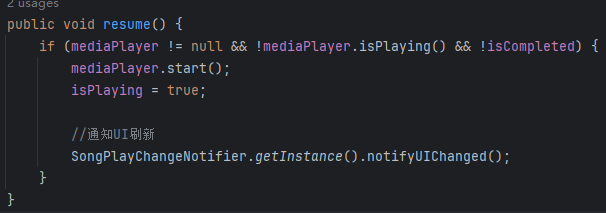 2 usages
public void resume() {
if (mediaPlayer != null && !mediaPlayer.isPlaying() && !isCompleted) {
mediaPlayer.start();
isPlaying = true;
//通知UI刷新
SongPlayChangeNotifier.getInstance().notifyUIChanged();
}
}